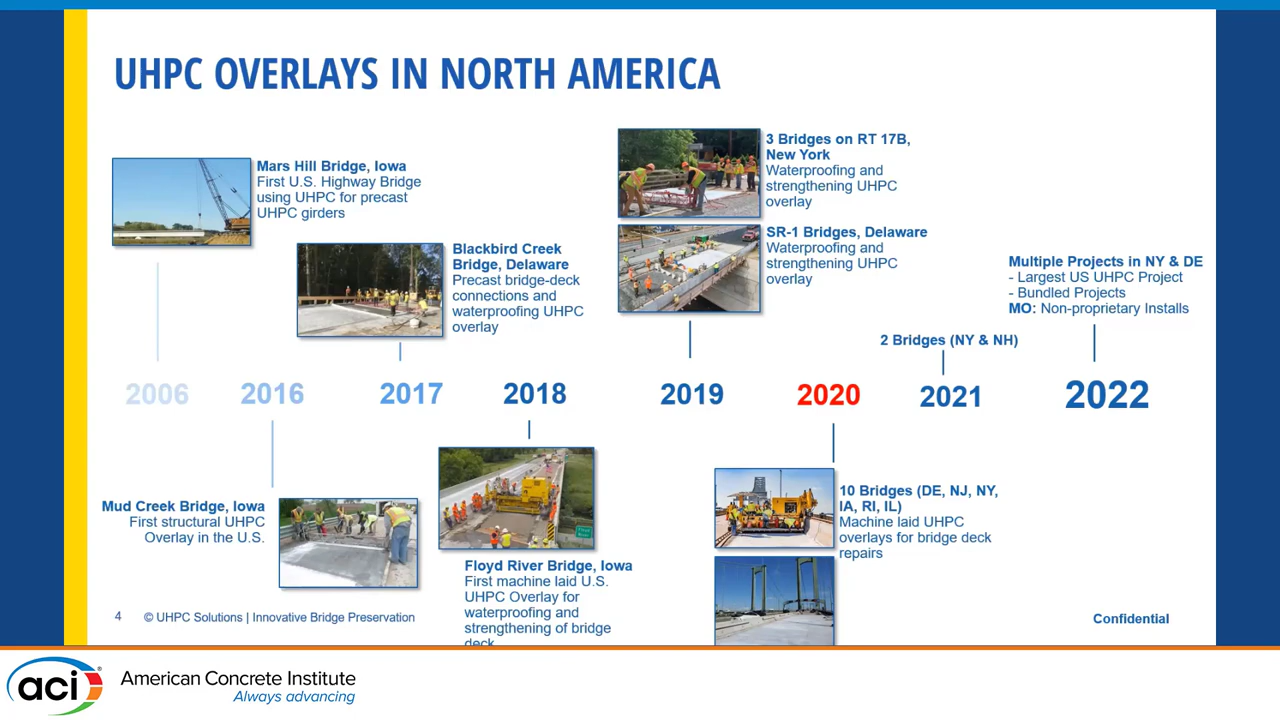 UHPC OVERLAYS IN NORTH AMERICA
Mars Hill Bridge, Iowa
First U.S. Highway Bridge
using UHPC for precast
UHPC girders
Blackbird Creek
Bridge, Delaware
Precast bridge-deck
connections and
waterproofing UHPC
overlay
3 Bridges on RT 17B,
New York
Waterproofing and
strengthening UHPC
overlay
SR-1 Bridges, Delaware
Waterproofing and
strengthening UHPC
overlay
Multiple Projects in NY & DE
- Largest US UHPC Project
- Bundled Projects
MO: Non-proprietary Installs
2 Bridges (NY & NH)
2006 2016 2017 2018 2019 2020 2021 2022
Mud Creek Bridge, Iowa
First structural UHPC
Overlay in the U.S.
Floyd River Bridge, Iowa
First machine laid U.S.
UHPC Overlay for
waterproofing and
strengthening of bridge
deck
10 Bridges (DE, NJ, NY,
IA, RI, IL)
Machine laid UHPC
overlays for bridge deck
repairs
4 © UHPC Solutions | Innovative Bridge Preservation
Confidential
aci®
American Concrete Institute
Always advancing